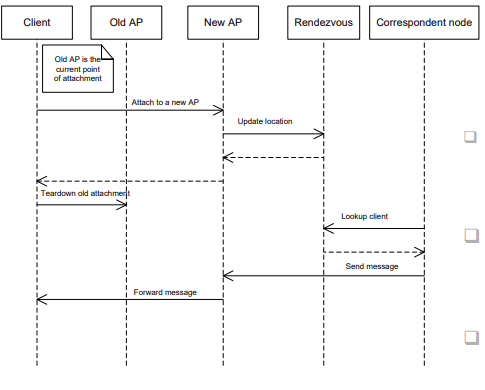 Client
Old AP
New AP
Rendezvous
Correspondent node
Old AP is the
current point
of attachment
Attach to a new AP
Update location
Teardown old attachment
Lookup client
Send message
Forward message